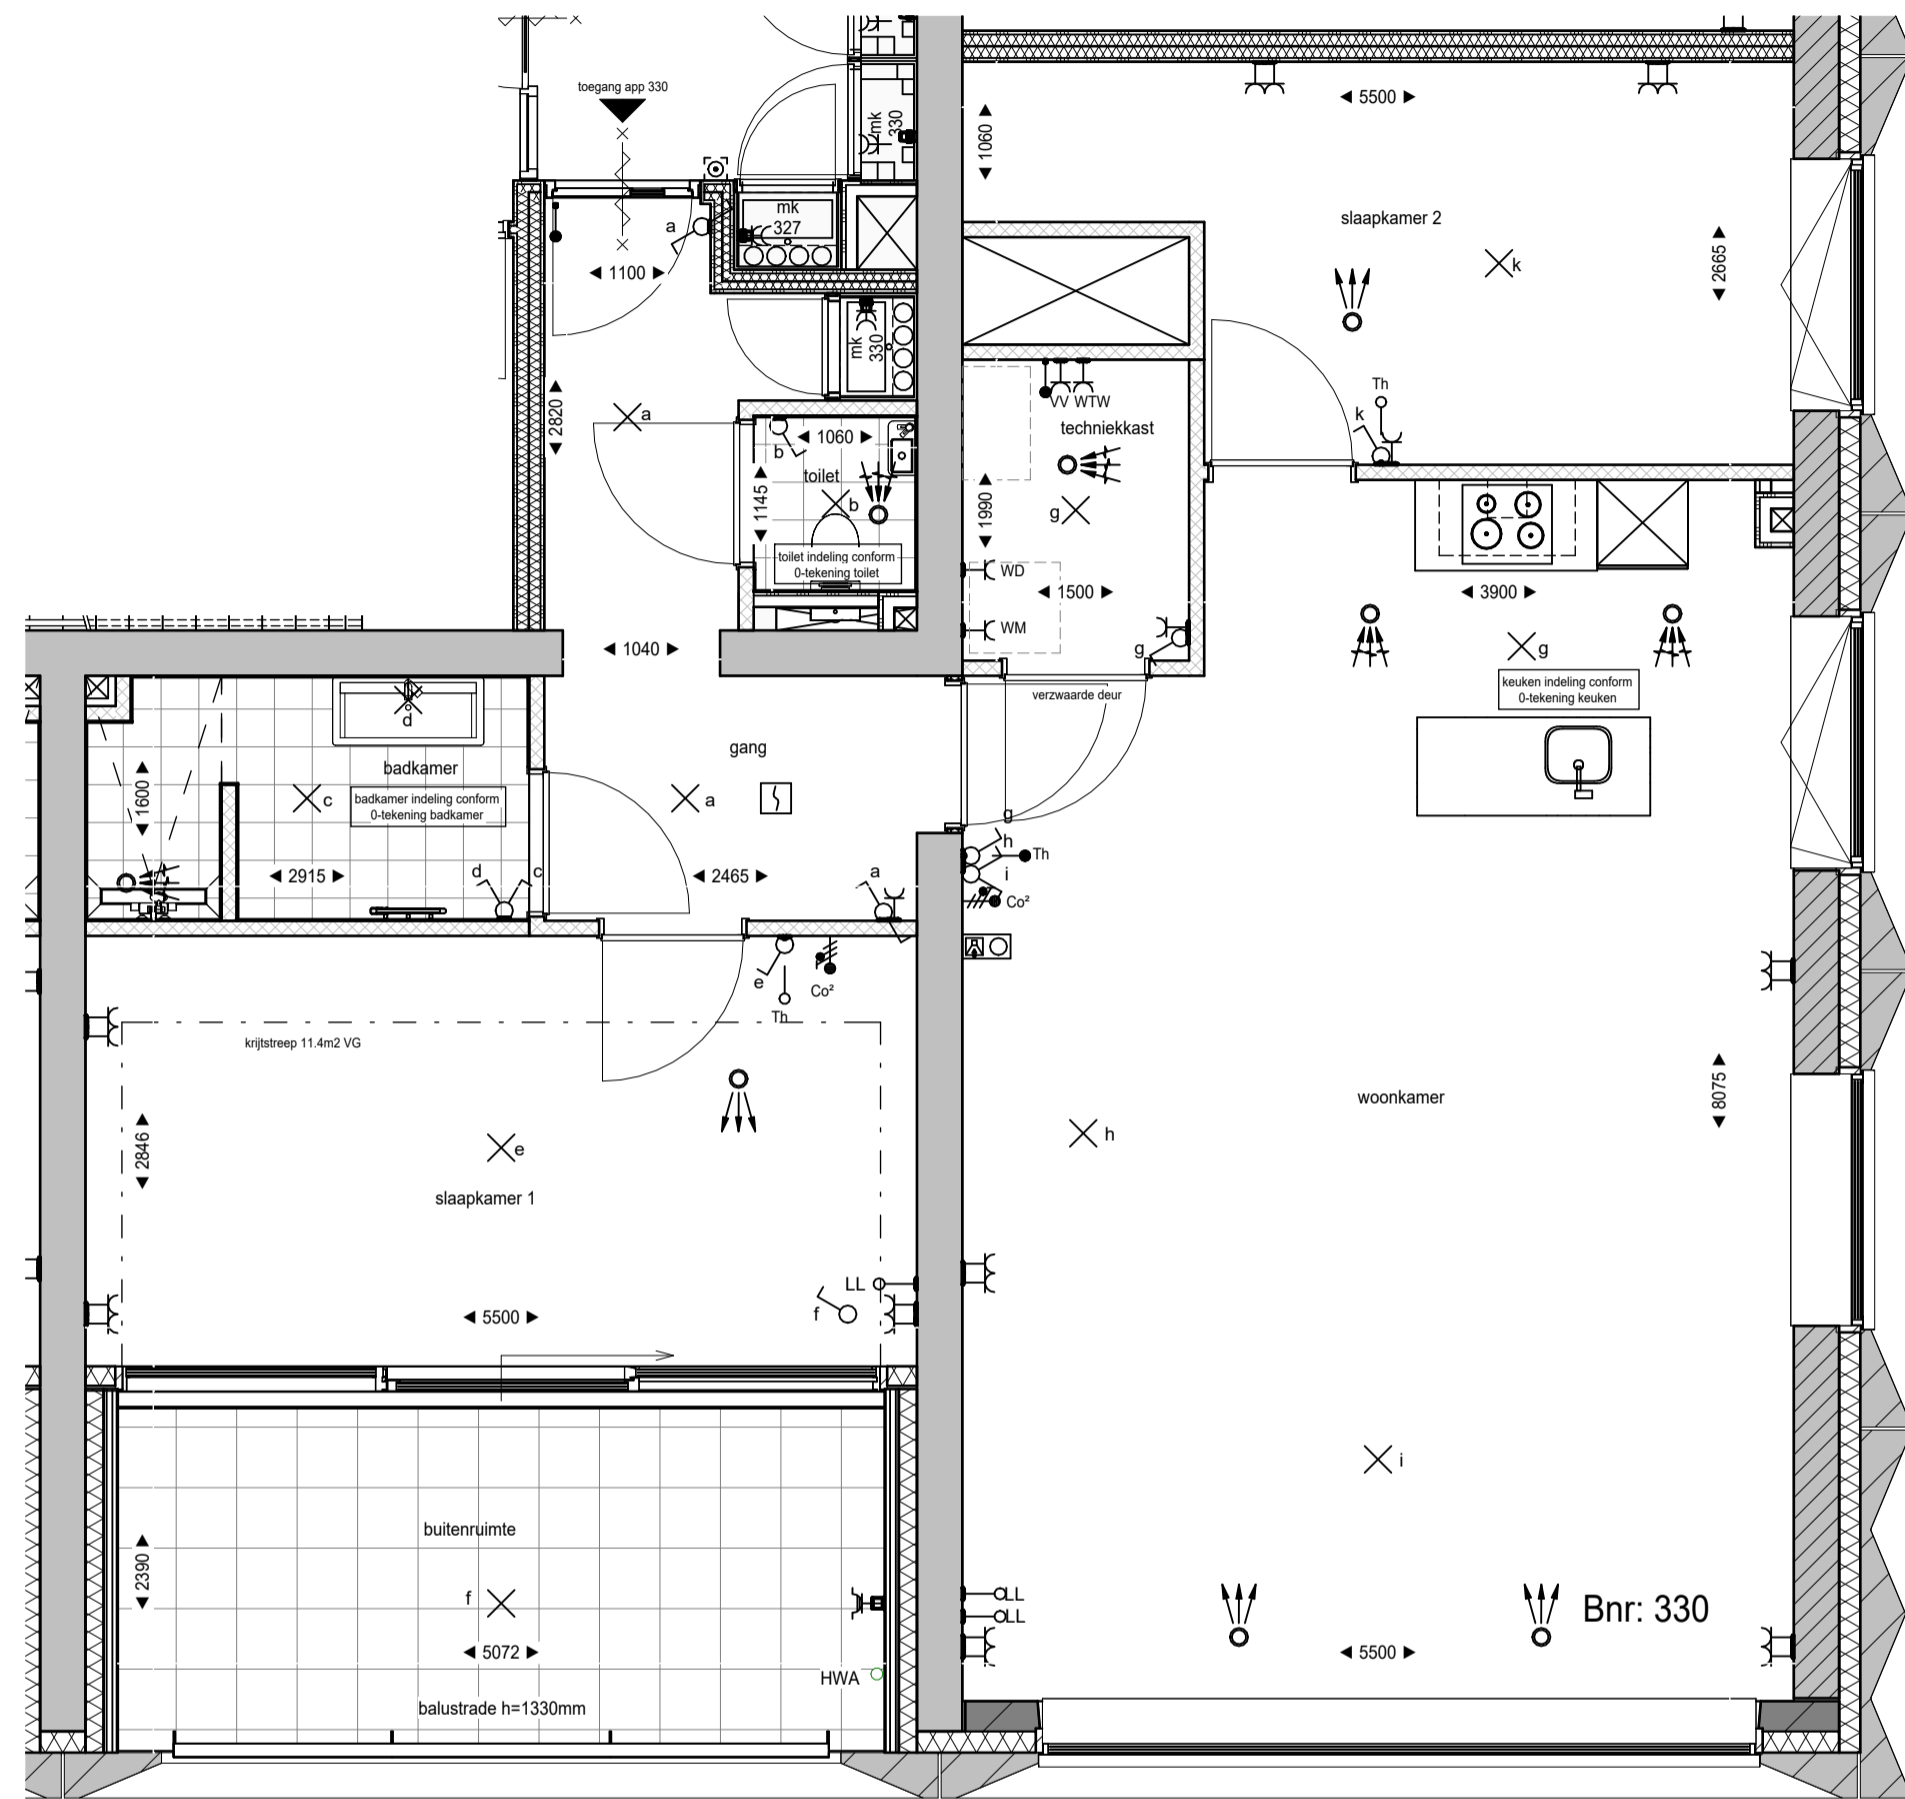 toegang app 330
mk
330
◄ 5500 ►
◄ 1060 ►
mk
327
a
slaapkamer 2
k
◄ 2665 ►
◄ 1100 ►
mk
330
◄ 2820 ►
a
VV WTW
techniekkast
Th
k
◄ 1060 ►
b
toilet
◄ 1145 ►
b
◄ 1990 ►
g
toilet indeling conform
0-tekening toilet
WD
◄ 1500 ►
◄ 3900 ►
WM
g
g
◄ 1040 ►
keuken indeling conform
0-tekening keuken
verzwaarde deur
d
gang
badkamer
◄ 1600 ►
c
badkamer indeling conform
0-tekening badkamer
a
g
h
Th
i
Co²
◄ 2915 ►
d
c
◄ 2465 ►
a
e
Co²
Th
krijtstreep 11.4m2 VG
◄ 2846 ►
e
slaapkamer 1
woonkamer
◄ 8075 ►
h
LL
f
◄ 5500 ►
i
buitenruimte
◄ 2390 ►
f
◄ 5072 ►
HWA
balustrade h=1330mm
LL
LL
Bnr: 330
◄ 5500 ►